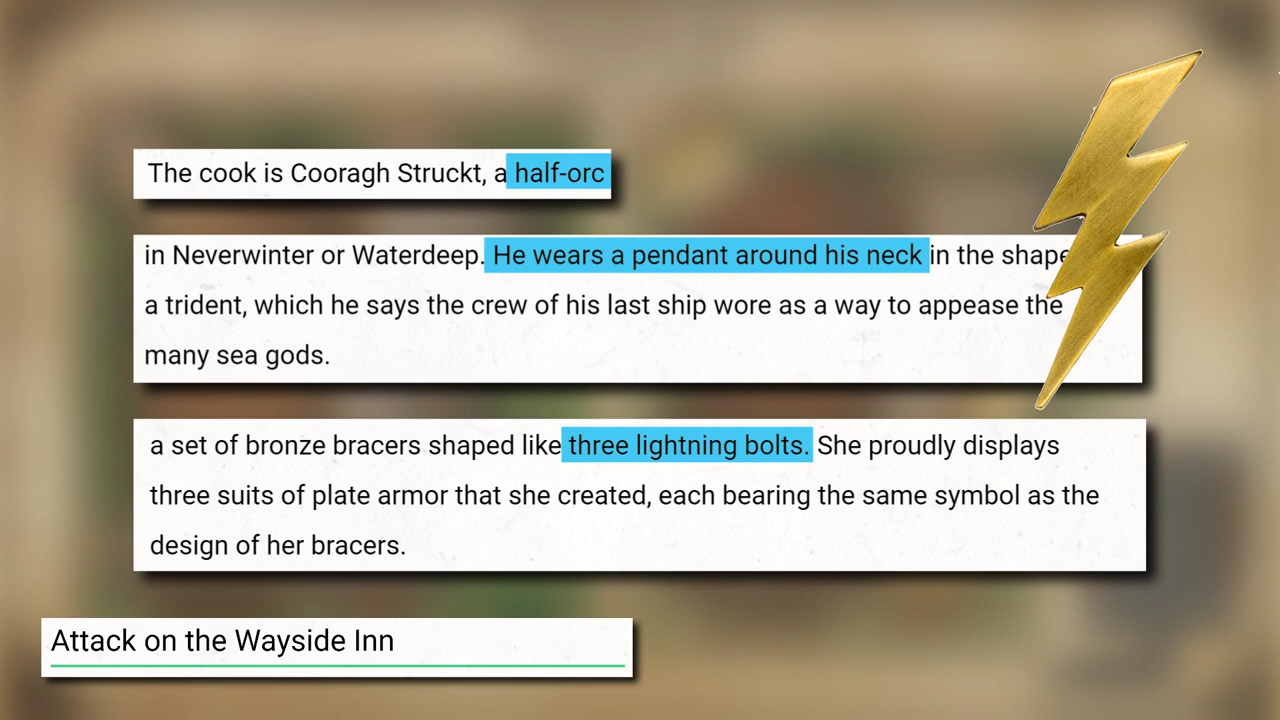 The cook is Cooragh Struckt, a half-orc
in Neverwinter or Waterdeep. He wears a pendant around his neck in the shape
a trident, which he says the crew of his last ship wore as a way to appease the
many sea gods.
a set of bronze bracers shaped like three lightning bolts. She proudly displays
three suits of plate armor that she created, each bearing the same symbol as the
design of her bracers.
Attack on the Wayside Inn